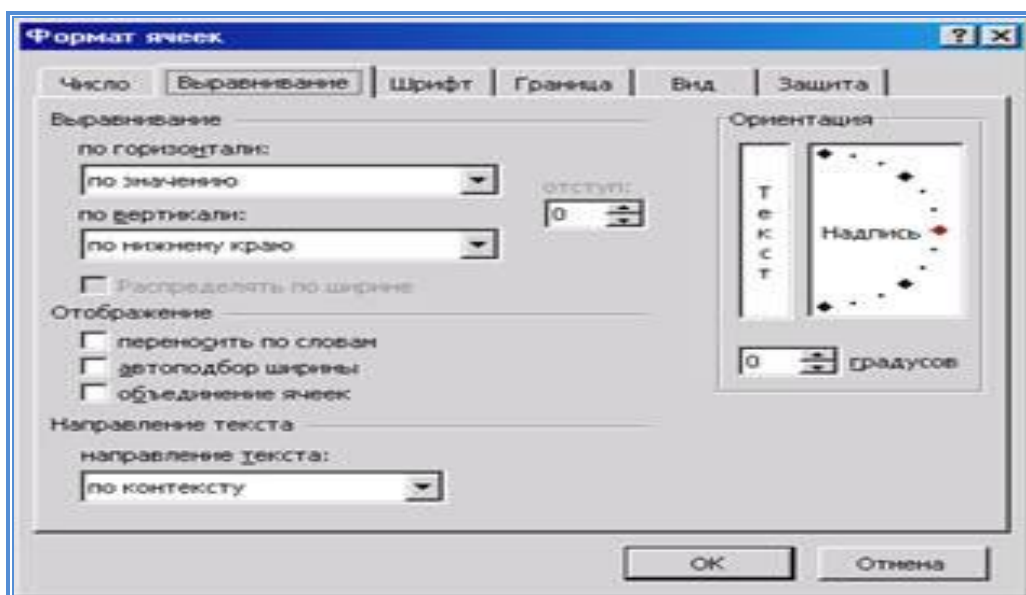 Формат ячеек
Число Выравнивание Шрифт Граница Вид Защита
Выравнивание
по горизонтали:
по значению
отступ:
0
по вертикали:
по нижнему краю
Распределять по ширине
Отображение
переносить по словам
автоподбор ширины
объединение ячеек
Направление текста
направление текста:
по контексту
Ориентация
Текст
Надпись
0 градусов
ОК Отмена